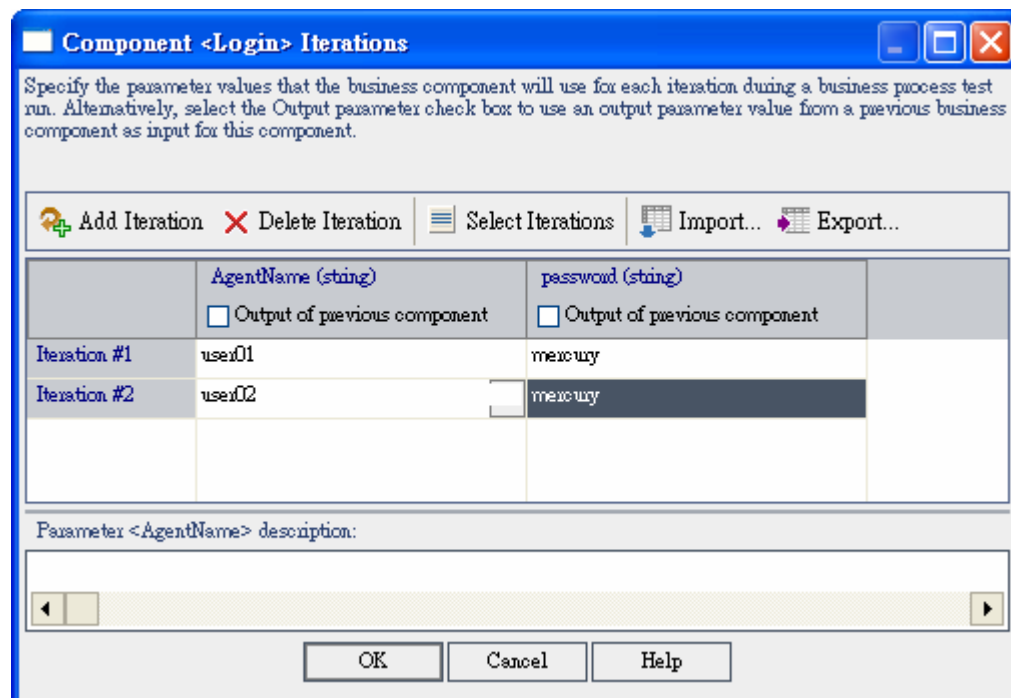 Component <Login> Iterations
Specify the parameter values that the business component will use for each iteration during a business process test
run. Alternatively, select the Output parameter check box to use an output parameter value from a previous business
component as input for this component.
Add Iteration Delete Iteration Select Iterations Import... Export...
AgentName (string) password (string)
Output of previous component Output of previous component
Iteration #1 user01 mercury
Iteration #2 user02 mercury
Parameter <AgentName> description:
OK Cancel Help